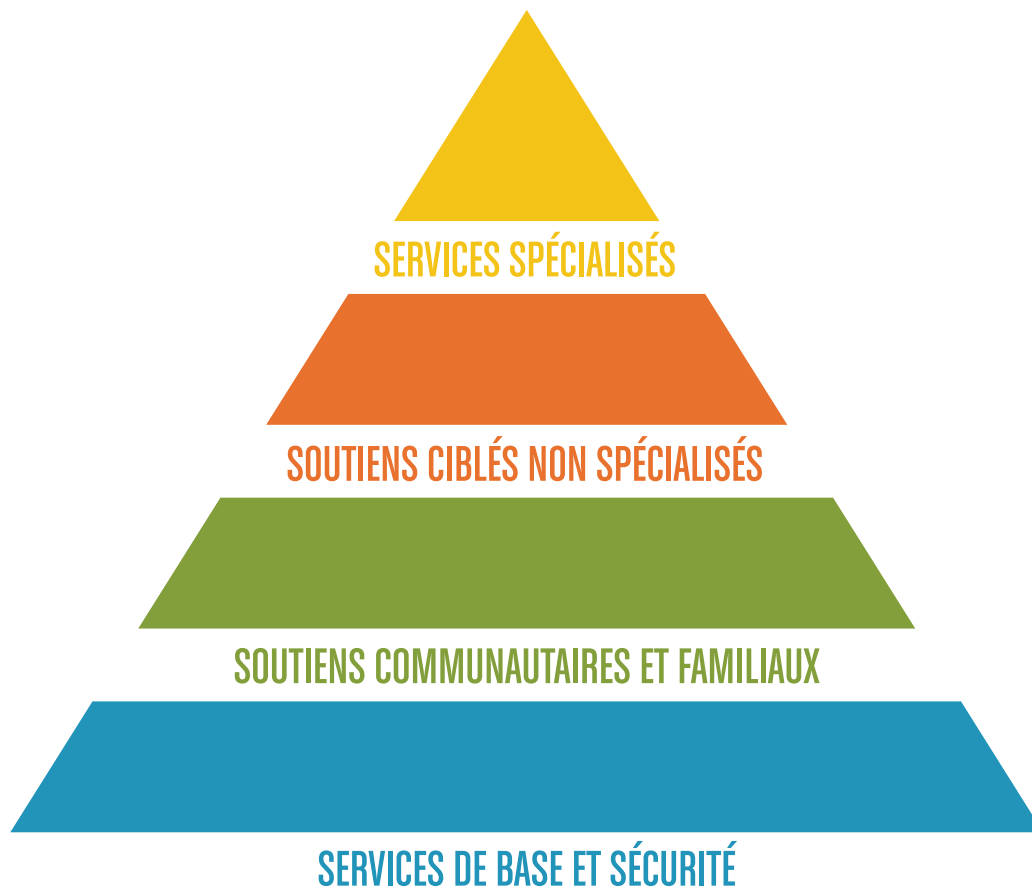 SERVICES SPÉCIALISÉS
SOUTIENS CIBLÉS NON SPÉCIALISÉS
SOUTIENS COMMUNAUTAIRES ET FAMILIAUX
SERVICES DE BASE ET SÉCURITÉ